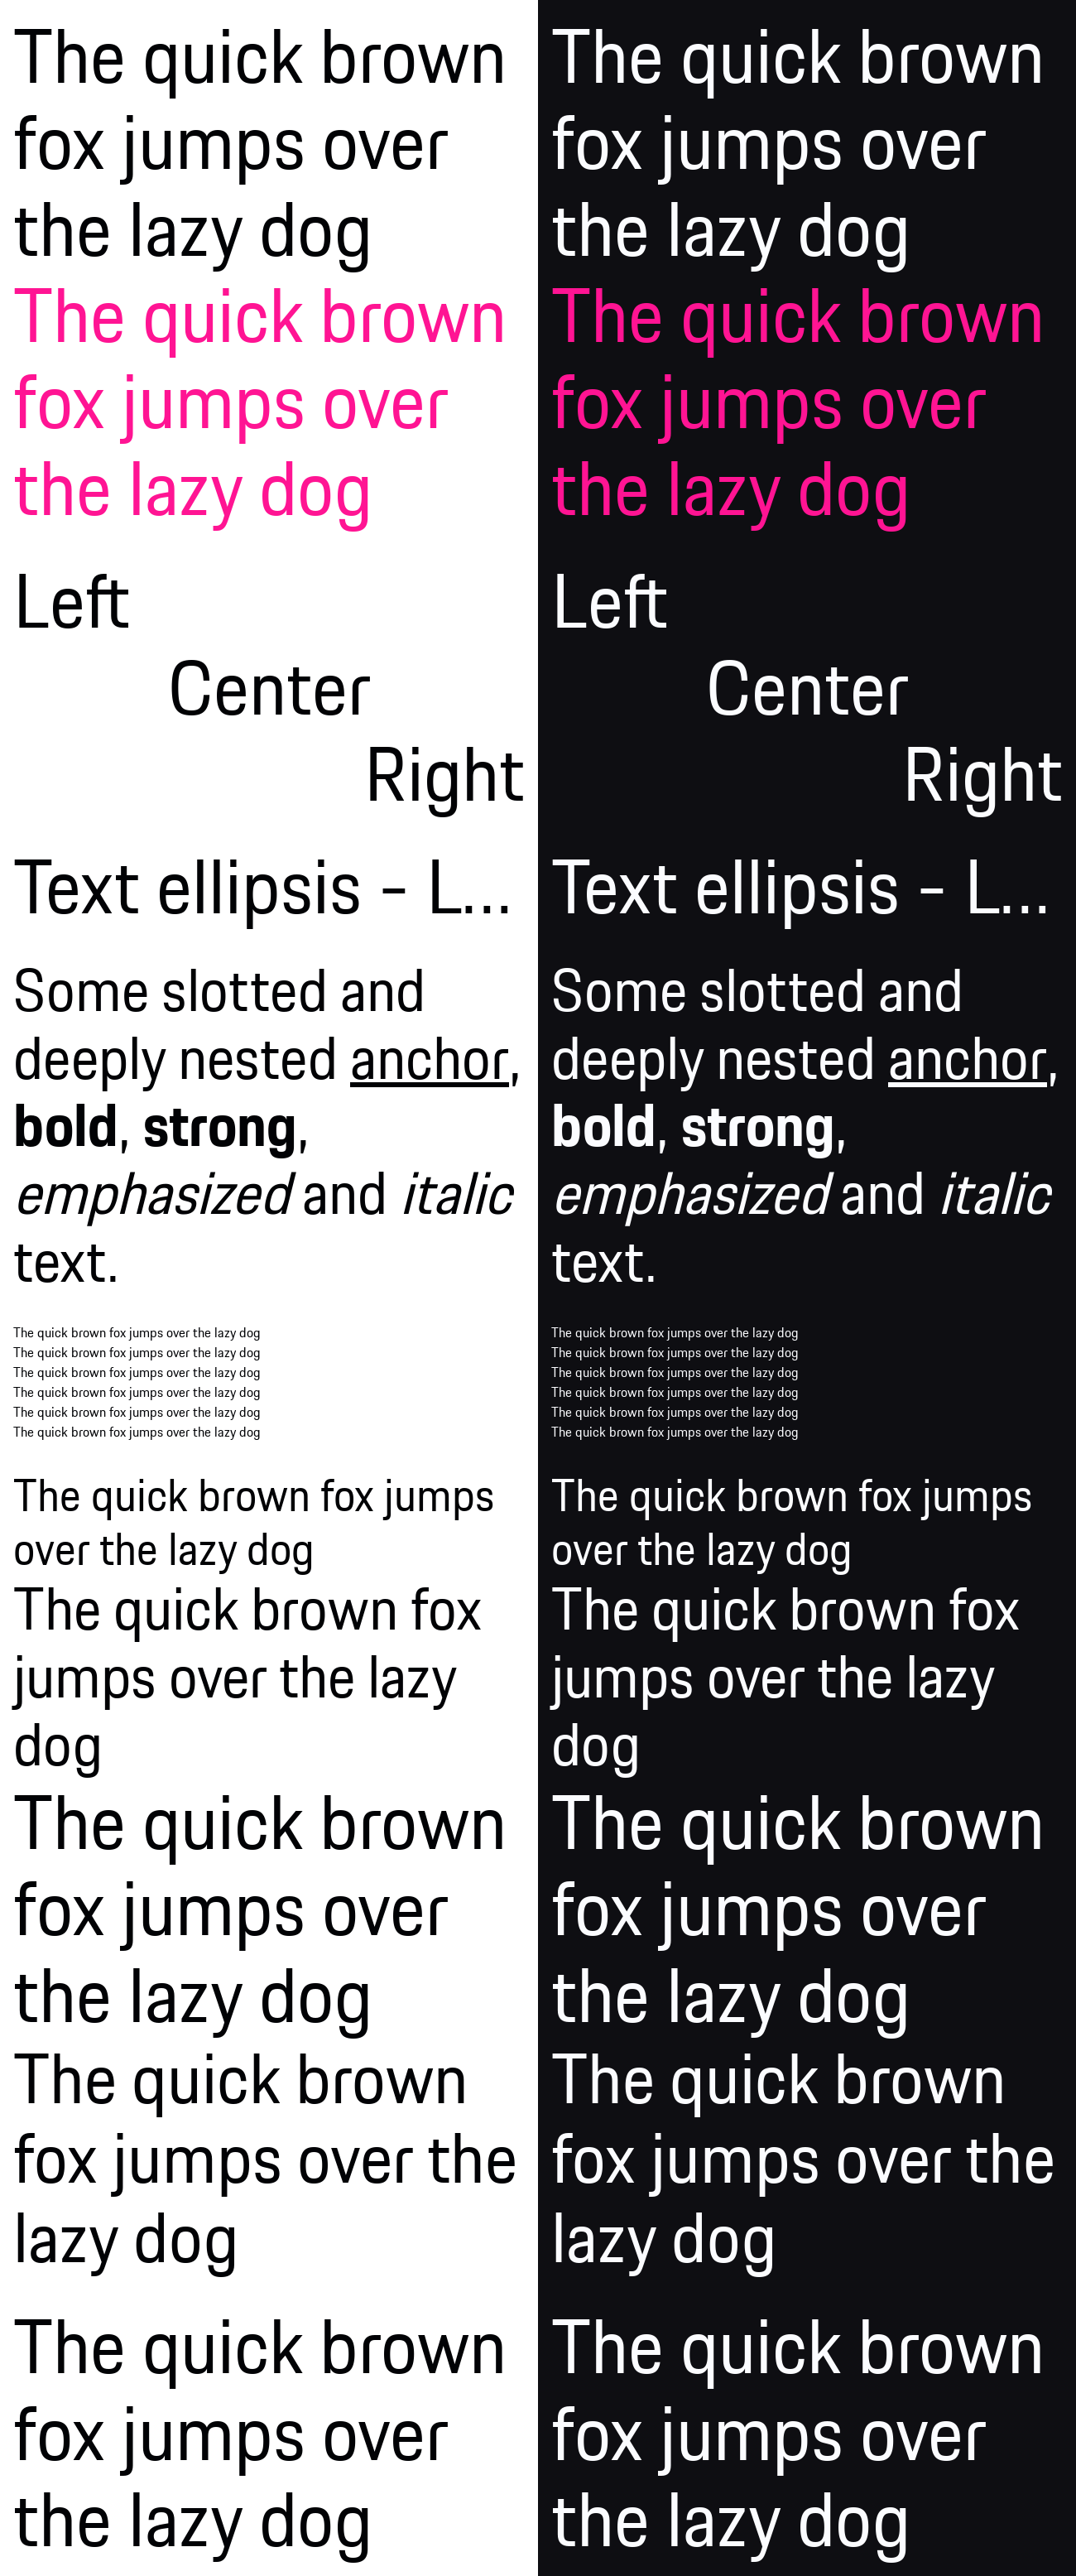 The quick brown
fox jumps over
the lazy dog
The quick brown
fox jumps over
the lazy dog
Left
Center
Right
Text ellipsis - L...
Some slotted and
deeply nested anchor,
bold, strong,
emphasized and italic
text.
The quick brown fox jumps over the lazy dog
The quick brown fox jumps over the lazy dog
The quick brown fox jumps over the lazy dog
The quick brown fox jumps over the lazy dog
The quick brown fox jumps over the lazy dog
The quick brown fox jumps over the lazy dog
The quick brown fox jumps
over the lazy dog
The quick brown fox
jumps over the lazy
dog
The quick brown
fox jumps over
the lazy dog
The quick brown
fox jumps over the
lazy dog
The quick brown
fox jumps over
the lazy dog
The quick brown
fox jumps over
the lazy dog
The quick brown
fox jumps over
the lazy dog
Left
Center
Right
Text ellipsis - L...
Some slotted and
deeply nested anchor,
bold, strong,
emphasized and italic
text.
The quick brown fox jumps over the lazy dog
The quick brown fox jumps over the lazy dog
The quick brown fox jumps over the lazy dog
The quick brown fox jumps over the lazy dog
The quick brown fox jumps over the lazy dog
The quick brown fox jumps over the lazy dog
The quick brown fox jumps
over the lazy dog
The quick brown fox
jumps over the lazy
dog
The quick brown
fox jumps over
the lazy dog
The quick brown
fox jumps over the
lazy dog
The quick brown
fox jumps over
the lazy dog